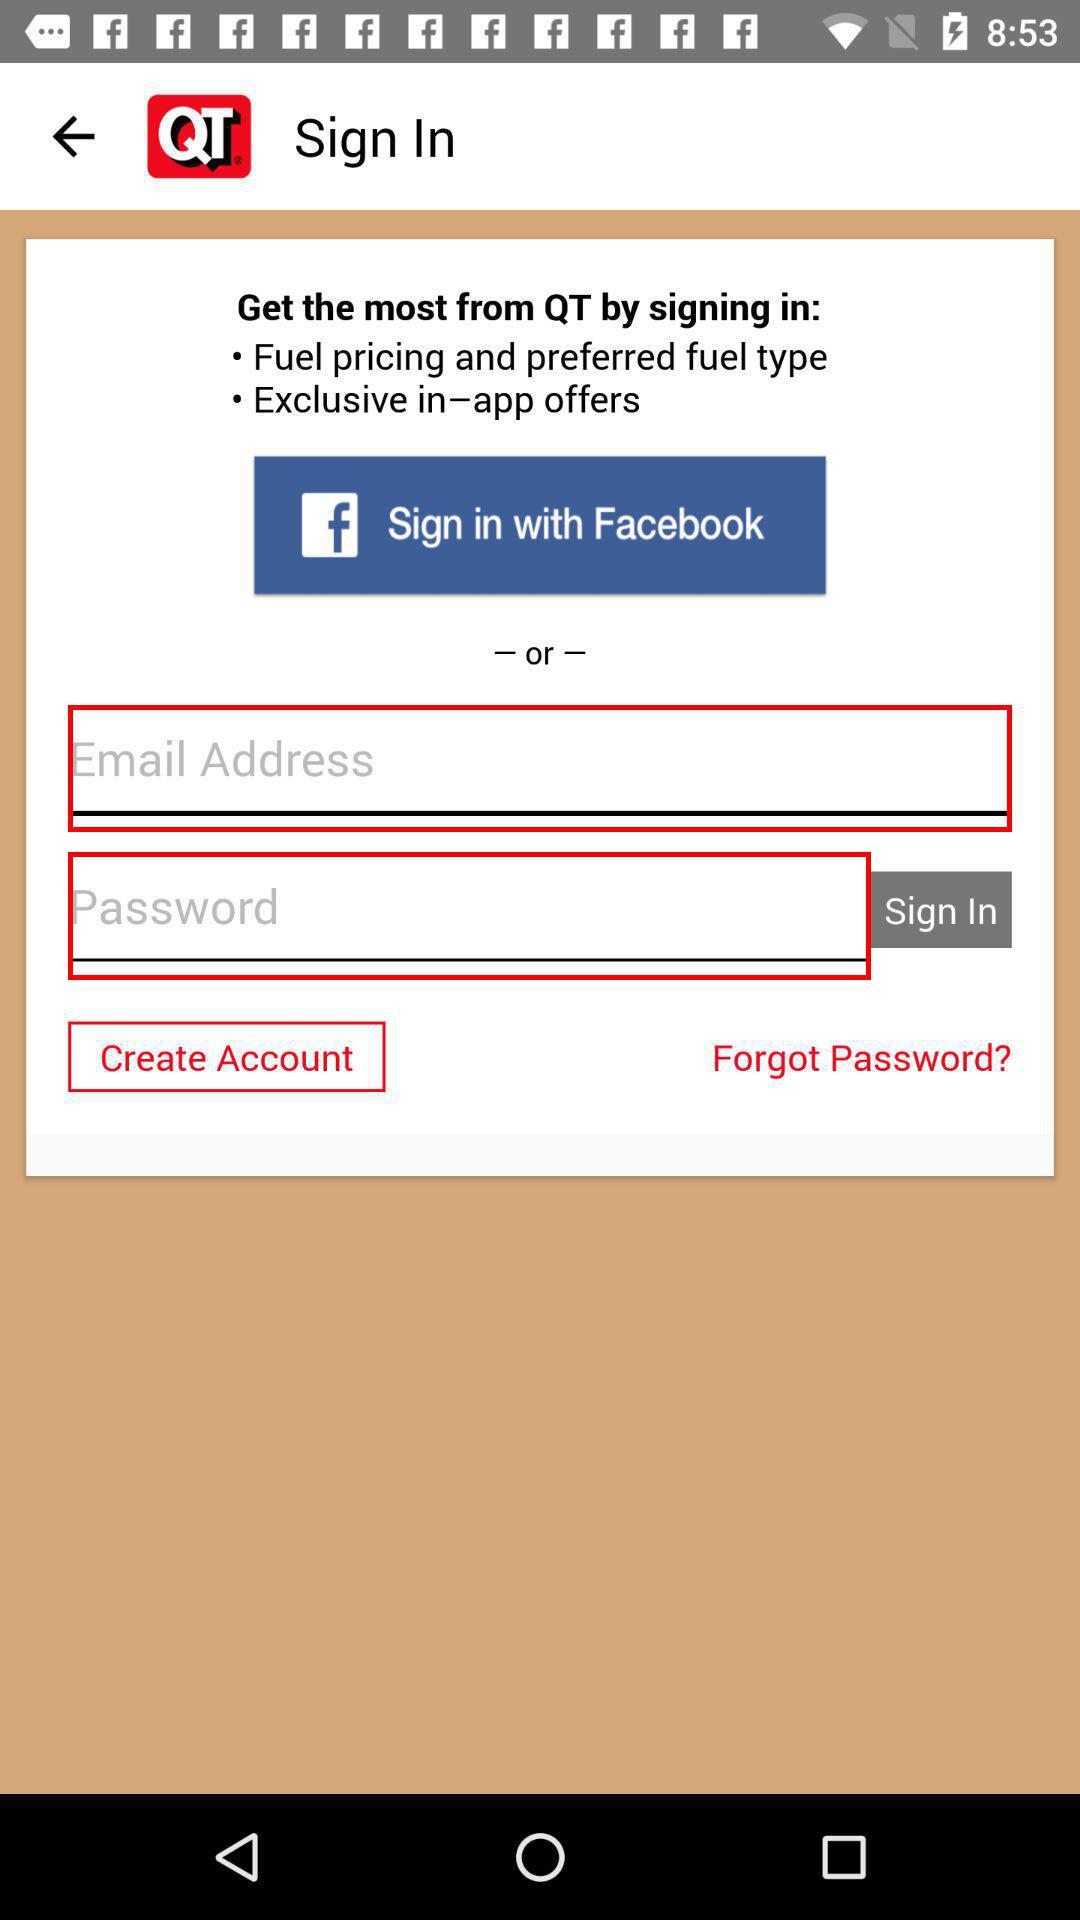 8:53
QT Sign In
Get the most from QT by signing in:
• Fuel pricing and preferred fuel type
• Exclusive in–app offers
f Sign in with Facebook
— or —
Email Address
Password
Sign In
Create Account
Forgot Password?